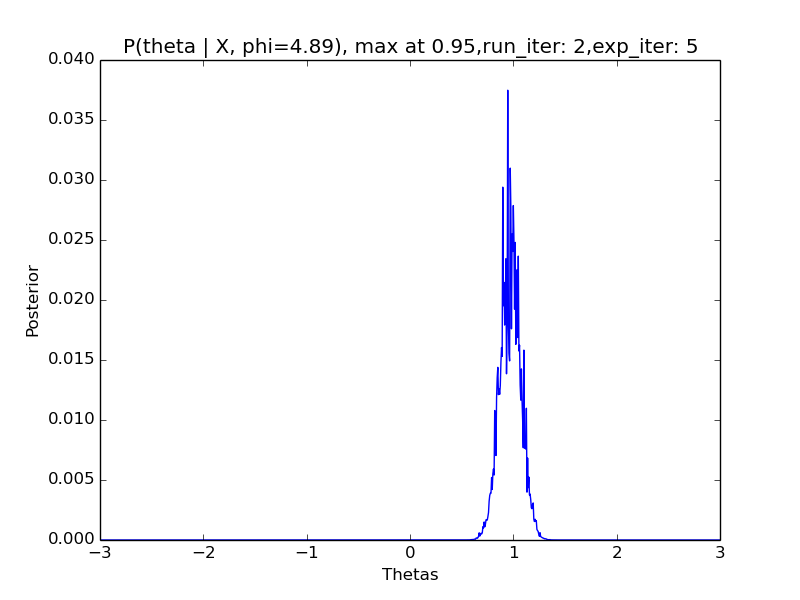 P(theta | X, phi=4.89), max at 0.95,run_iter: 2,exp_iter: 5
0.040
0.035
0.030
0.025
0.020
0.015
0.010
0.005
0.000
Posterior
−3 −2 −1 0 1 2 3
Thetas